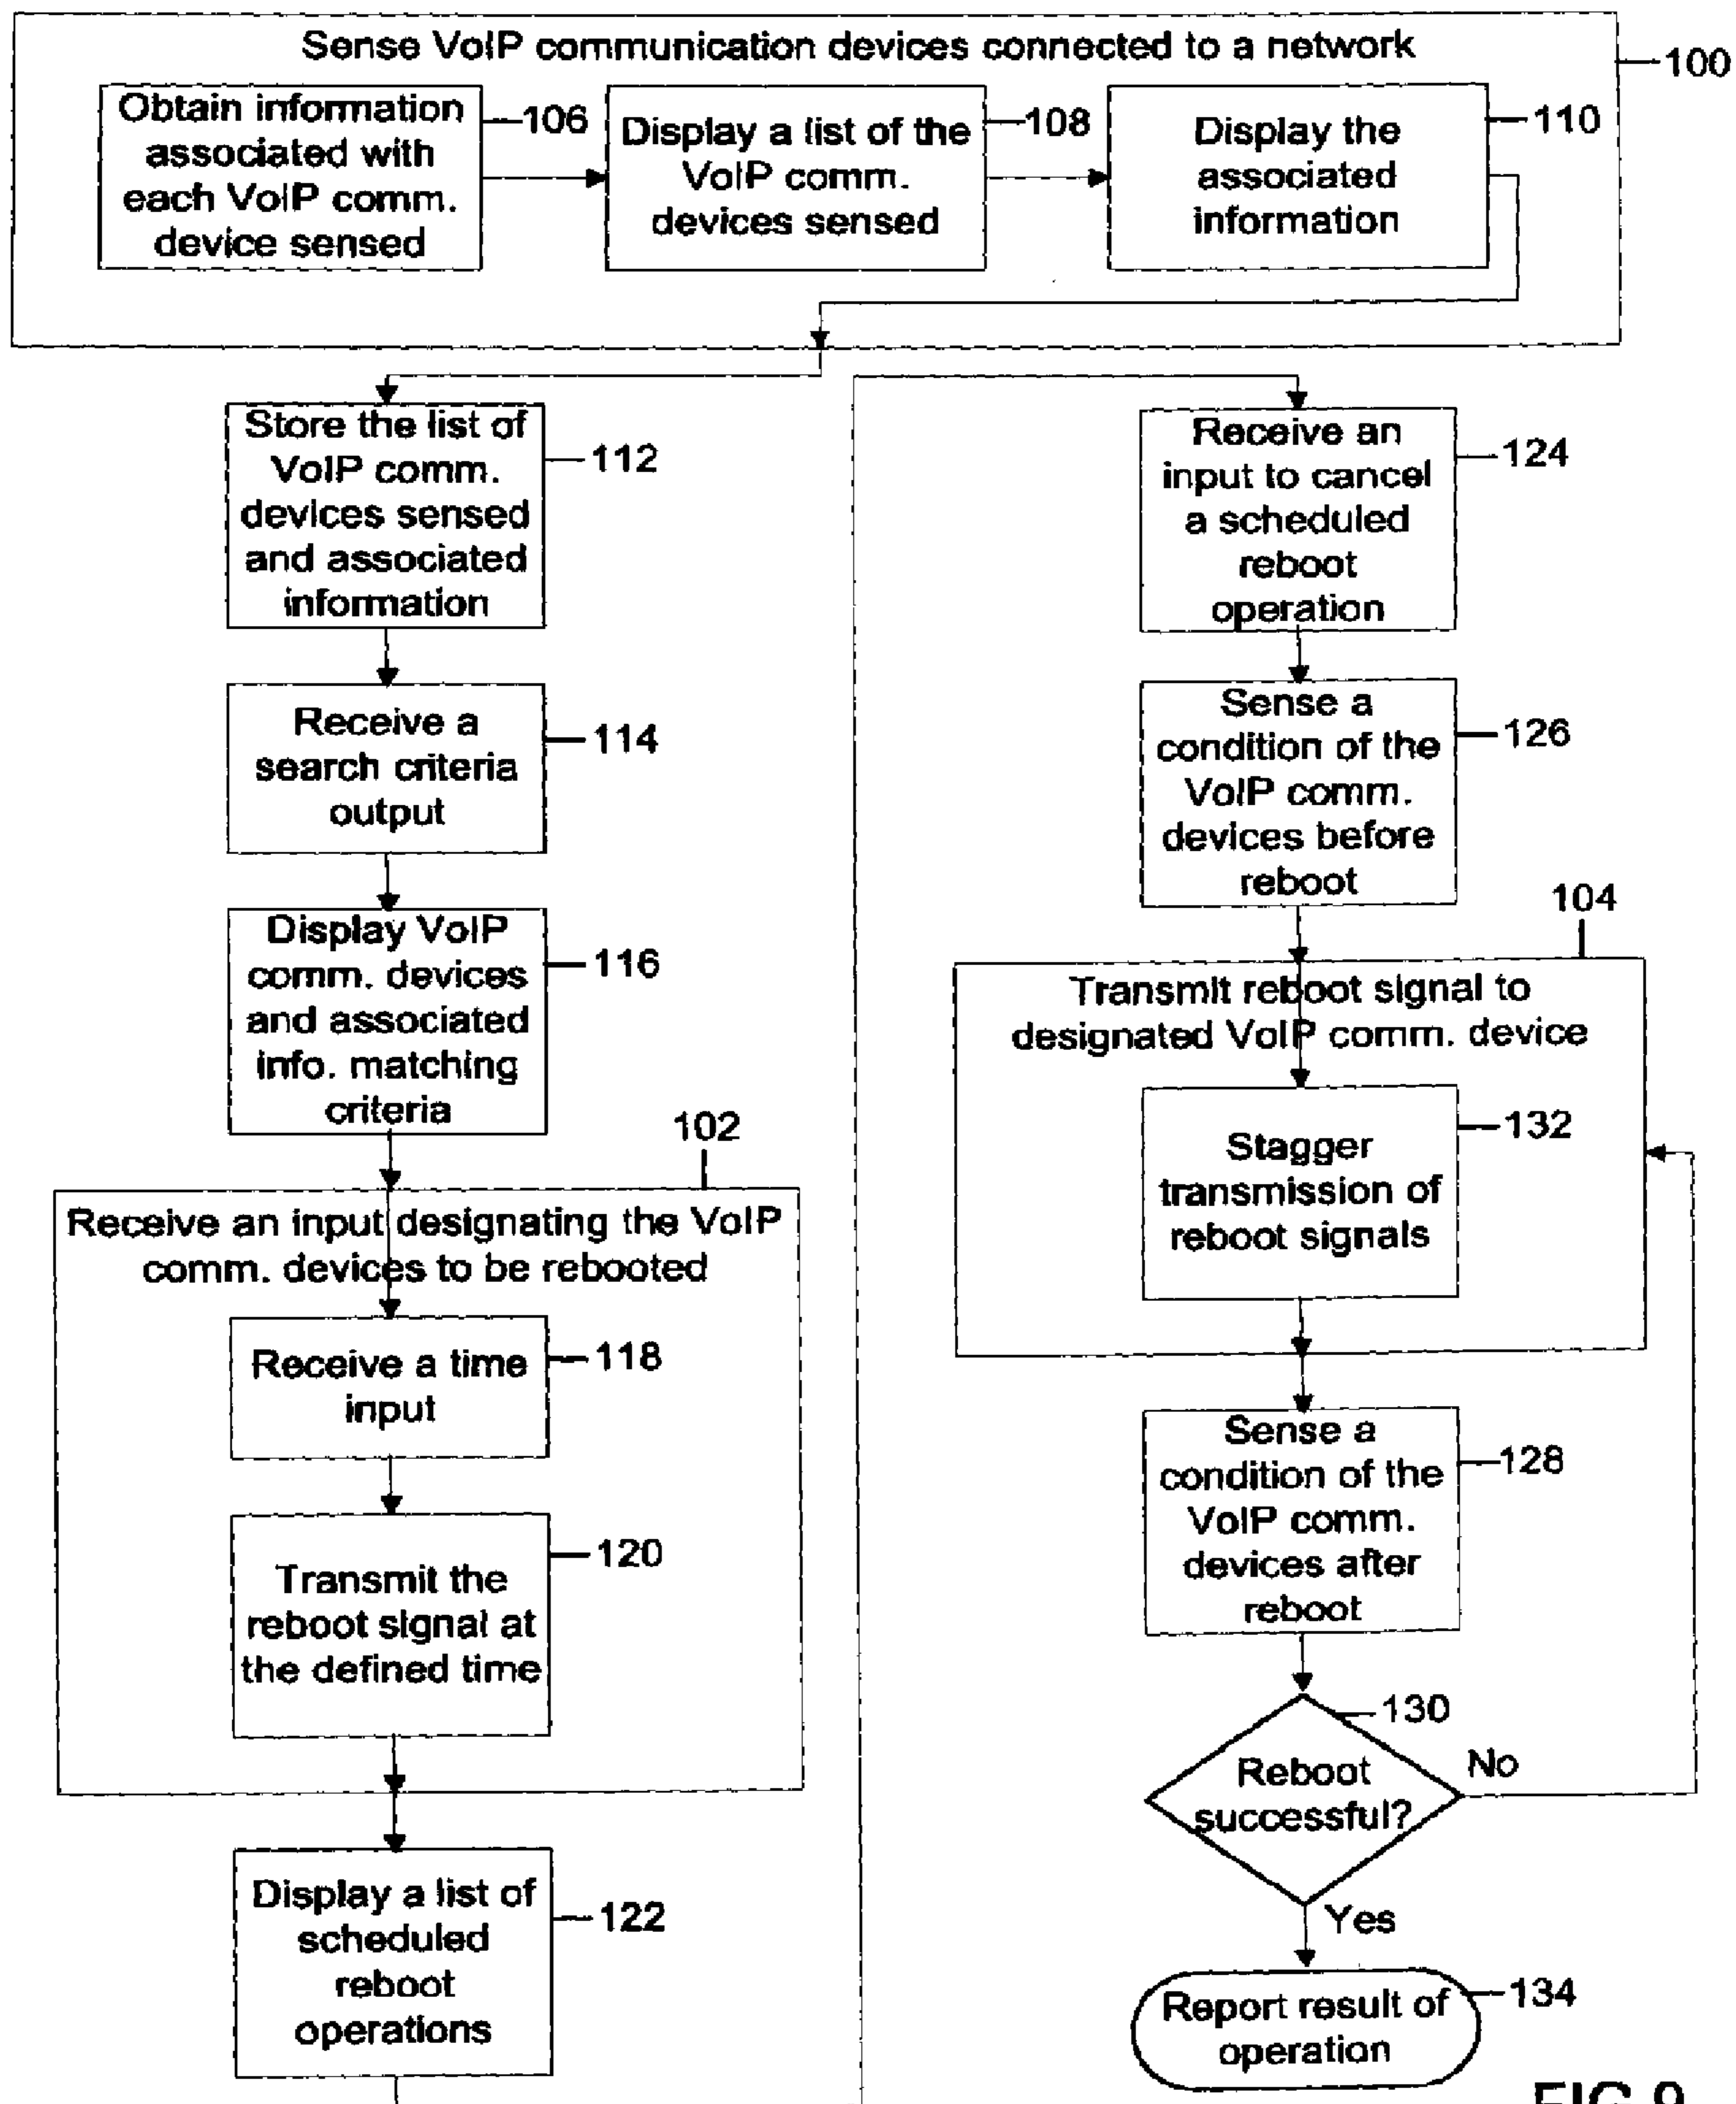 Sense VoIP communication devices connected to a network
100
Obtain information
associated with
each VoIP comm.
device sensed
106
Display a list of the
VoIP comm.
devices sensed
108
Display the
associated
information
110
Store the list of
VoIP comm.
devices sensed
and associated
information
112
Receive a
search criteria
output
114
Display VoIP
comm. devices
and associated
info. matching
criteria
116
102
Receive an input designating the VoIP
comm. devices to be rebooted
Receive a time
input
118
Transmit the
reboot signal at
the defined time
120
Display a list of
scheduled
reboot
operations
122
Receive an
input to cancel
a scheduled
reboot
operation
124
Sense a
condition of the
VoIP comm.
devices before
reboot
126
104
Transmit reboot signal to
designated VoIP comm. device
Stagger
transmission of
reboot signals
132
Sense a
condition of the
VoIP comm.
devices after
reboot
128
130
Reboot
successful?
No
Yes
Report result of
operation
134
FIG.9